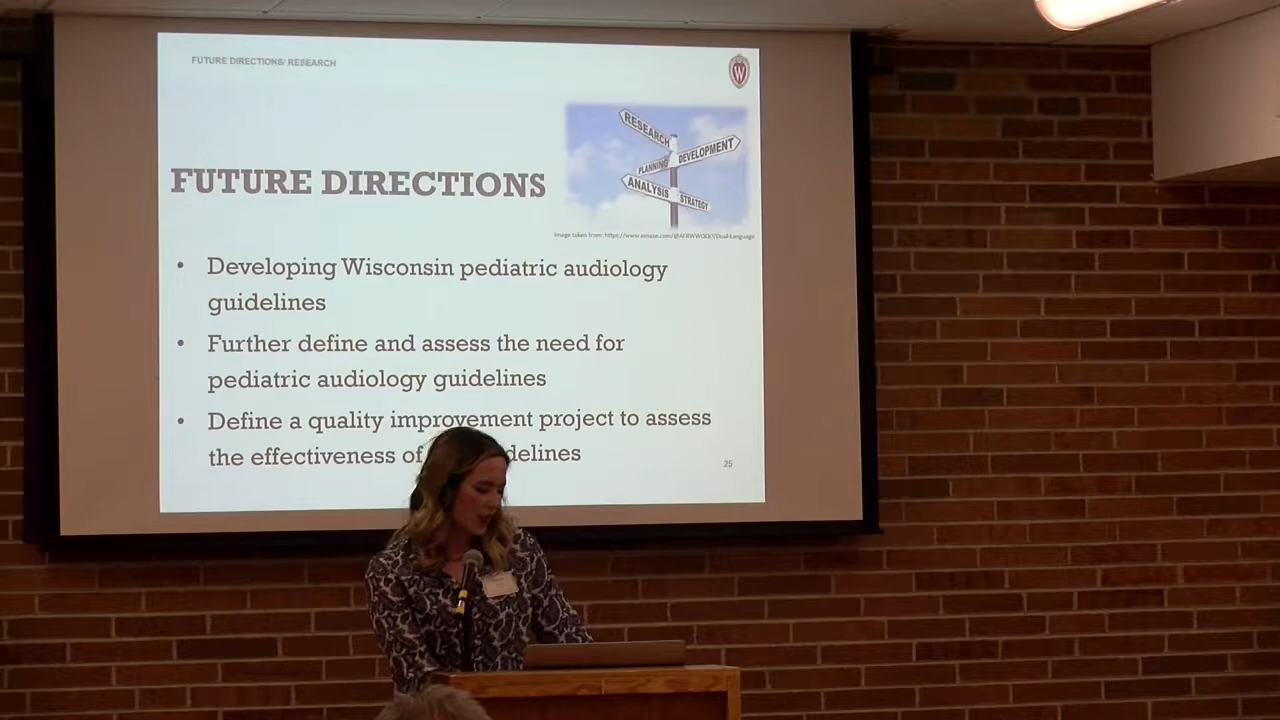 FUTURE DIRECTIONS/ RESEARCH
W
RESEARCH
DEVELOPMENT
PLANNING
ANALYSIS
STRATEGY
FUTURE DIRECTIONS
• Developing Wisconsin pediatric audiology
guidelines
• Further define and assess the need for
pediatric audiology guidelines
• Define a quality improvement project to assess
the effectiveness of delines
25